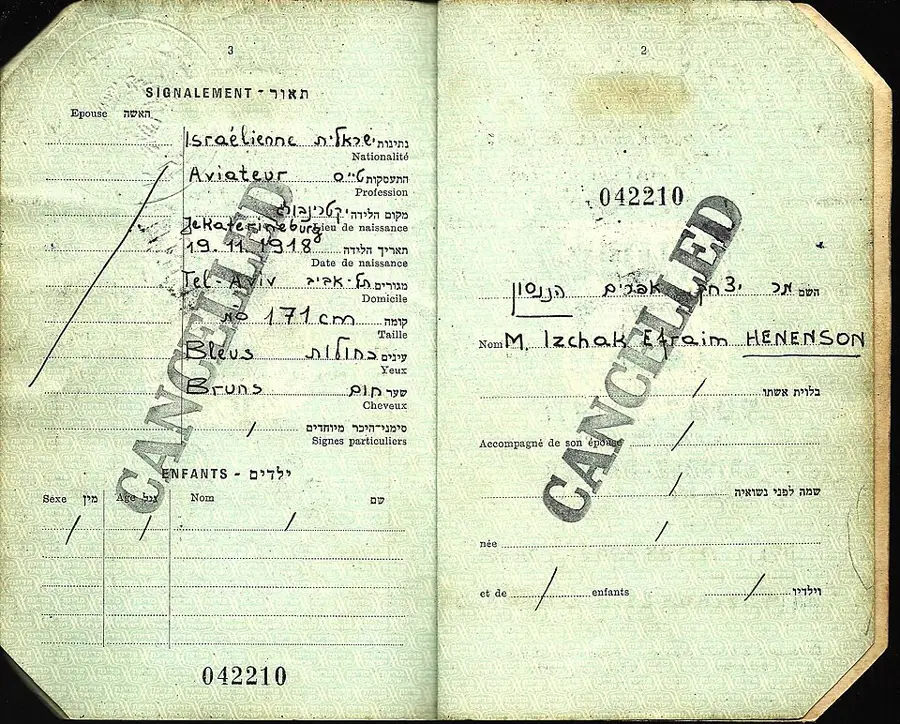 3
SIGNALEMENT - תאור
Epouse האשה
Israélienne ישראלית נתינות
Nationalité
Aviateur טייס התעסקות
Profession
מקום הלידה
Jekaterineburg Lieu de naissance
19.11.1918 תאריך הלידה
Date de naissance
Tel-Aviv תל-אביב מגורים
Domicile
171 cm קומה
Taille
Bleus כחולות עינים
Yeux
Bruns חום שער
Cheveux
סימני-היכר מיוחדים
Signes particuliers
CANCELLED
ENFANTS - ילדים
Sexe מין Age גיל Nom שם
042210
2
042210
השם מר יצחק אפרים הננסון
Nom M. Izchak Efraim HENENSON
CANCELLED
בלוית אשתו
Accompagné de son épouse
שמה לפני נשואיה
née
et de enfants וילדיו